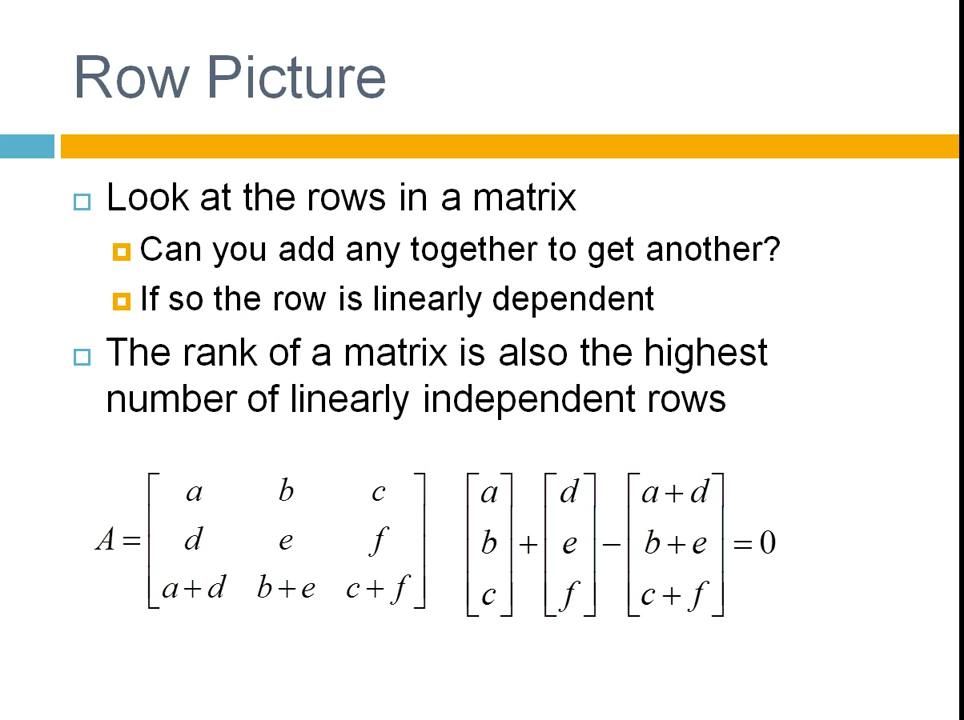 Row Picture
Look at the rows in a matrix
Can you add any together to get another?
If so the row is linearly dependent
The rank of a matrix is also the highest
number of linearly independent rows
a b c a d a + d
A = d e f b + e − b + e = 0
a + d b + e c + f c f c + f